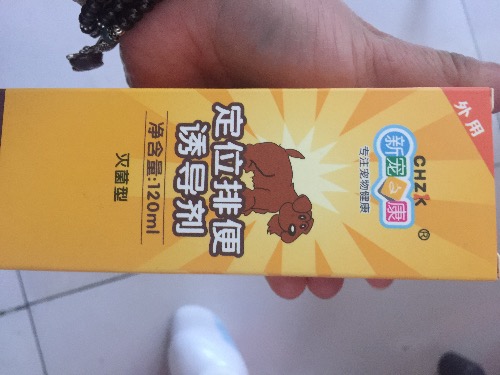 外用
CHZK
®
新宠之康
专注宠物健康
定位排便
诱导剂
净含量:120ml
灭菌型